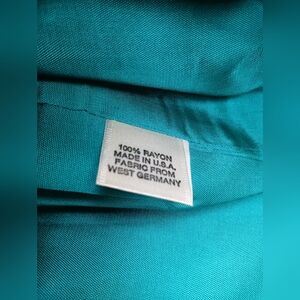 100% RAYON
MADE IN U.S.A.
FABRIC FROM
WEST GERMANY